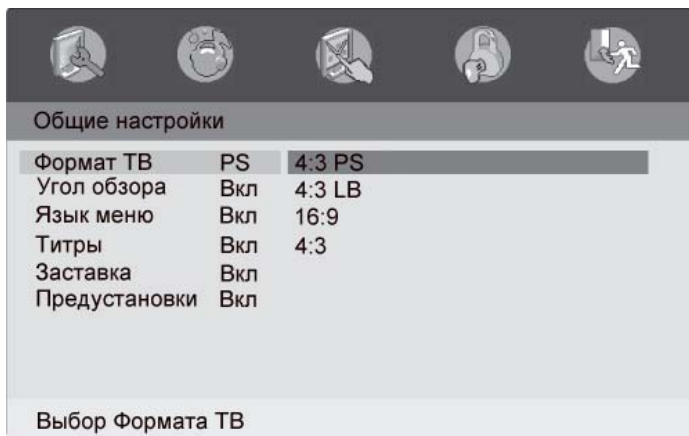 Общие настройки
Формат ТВ PS 4:3 PS
Угол обзора Вкл 4:3 LB
Язык меню Вкл 16:9
Титры Вкл 4:3
Заставка Вкл
Предустановки Вкл
Выбор Формата ТВ